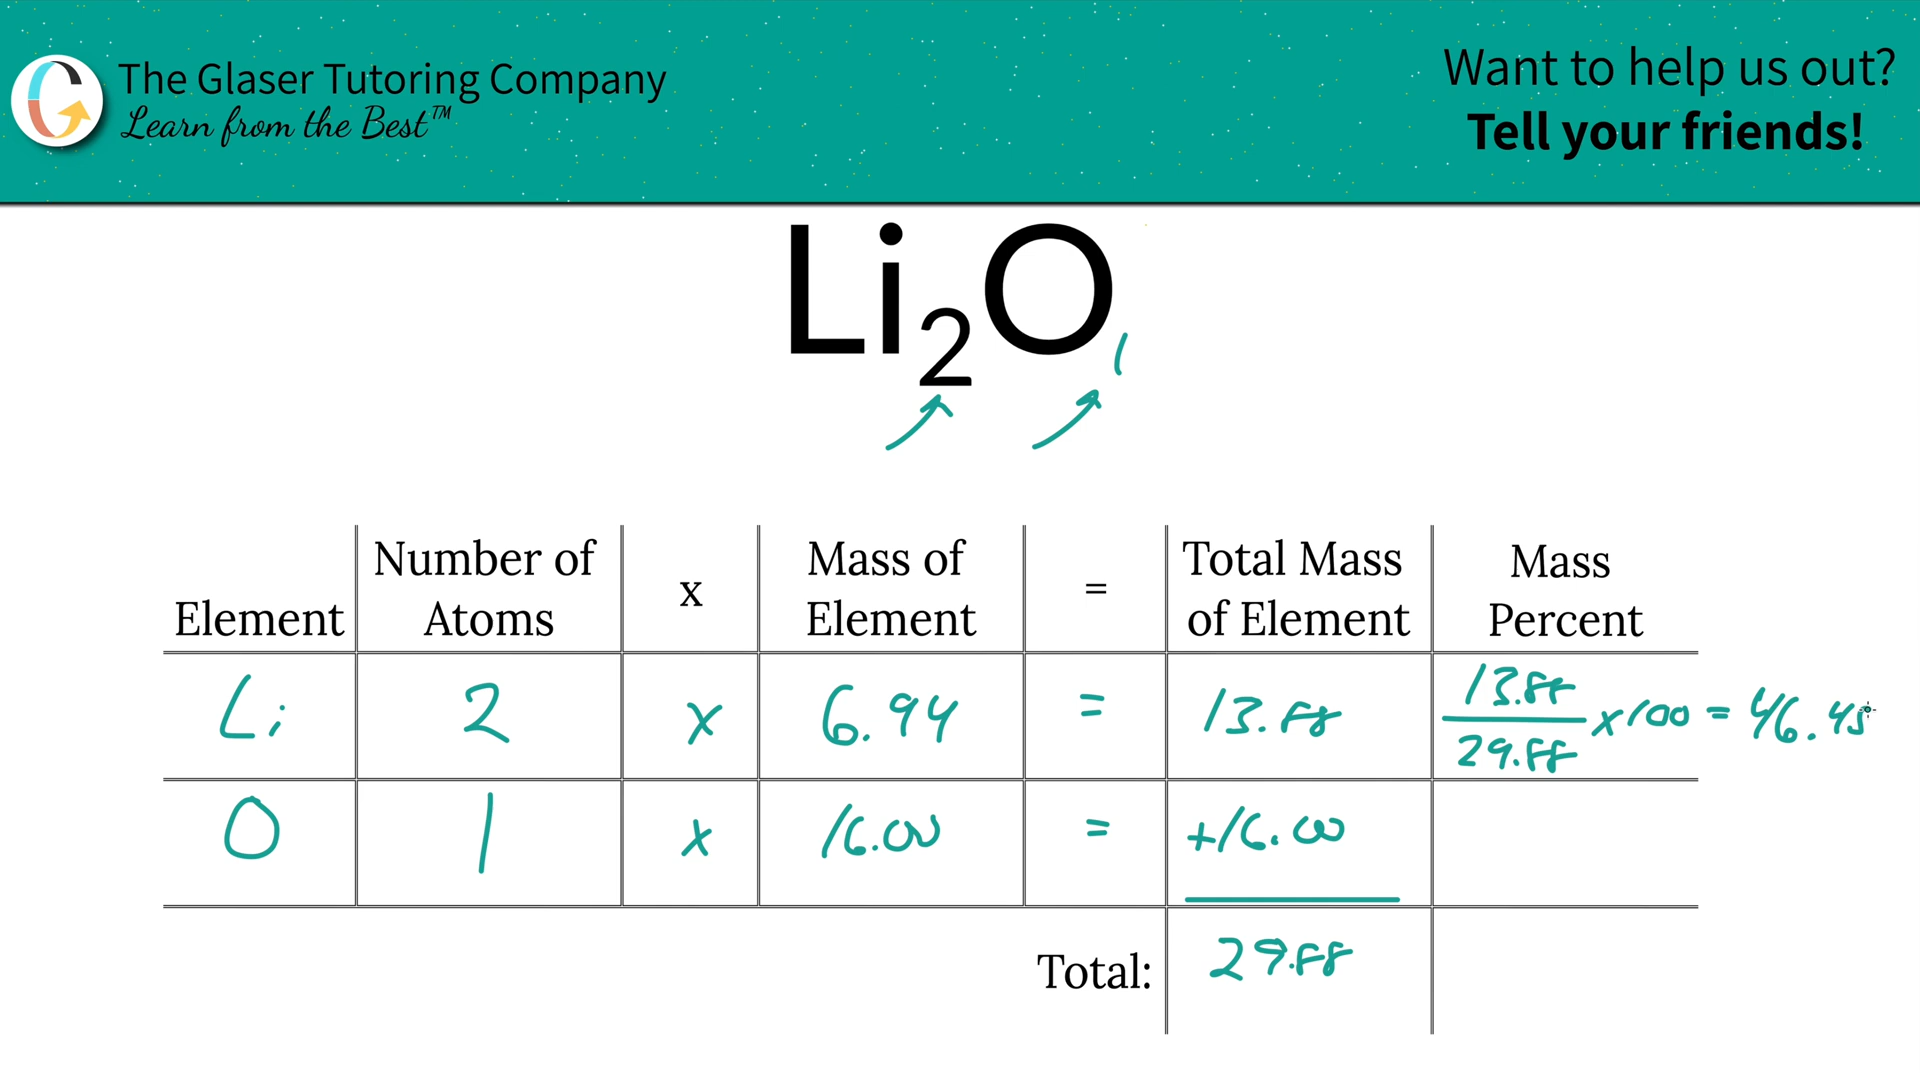 The Glaser Tutoring Company
Learn from the Best™
Want to help us out?
Tell your friends!
Li₂O
1
Element Number of Atoms x Mass of Element = Total Mass of Element Mass Percent
Li 2 x 6.94 = 13.88 13.88/29.88 x 100 = 46.45
O 1 x 16.00 = +16.00
Total: 29.88